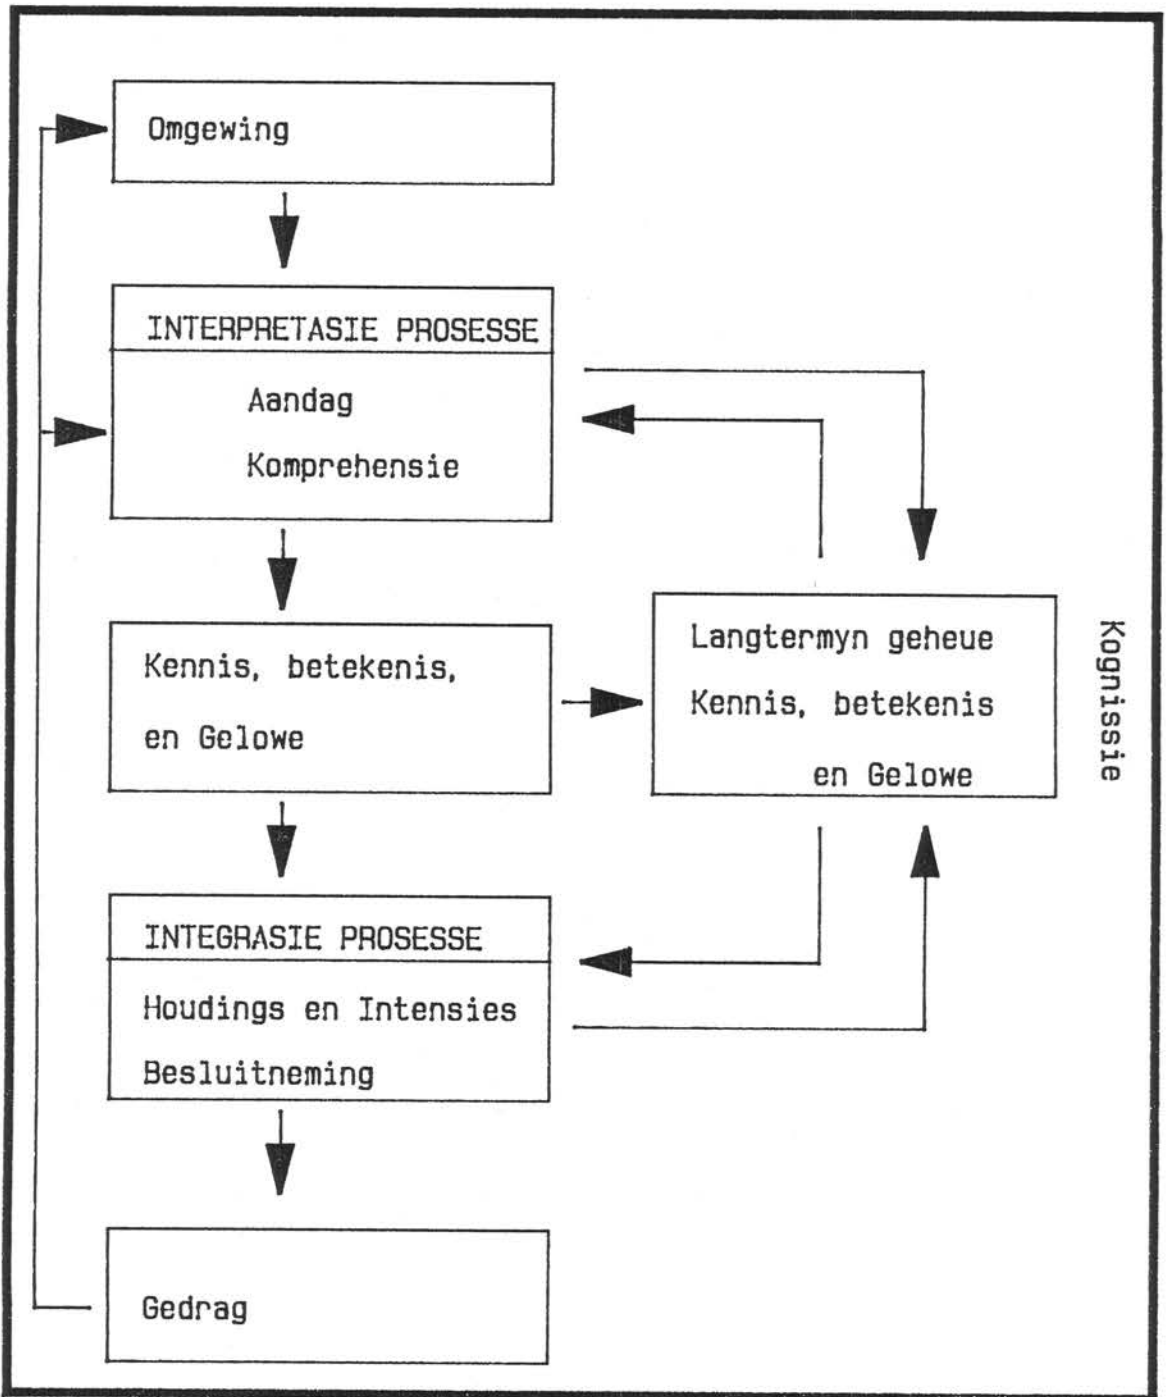 Omgewing
INTERPRETASIE PROSESSE
Aandag
Komprehensie
Kennis, betekenis,
en Gelowe
Langtermyn geheue
Kennis, betekenis
en Gelowe
Kognissie
INTEGRASIE PROSESSE
Houdings en Intensies
Besluitneming
Gedrag